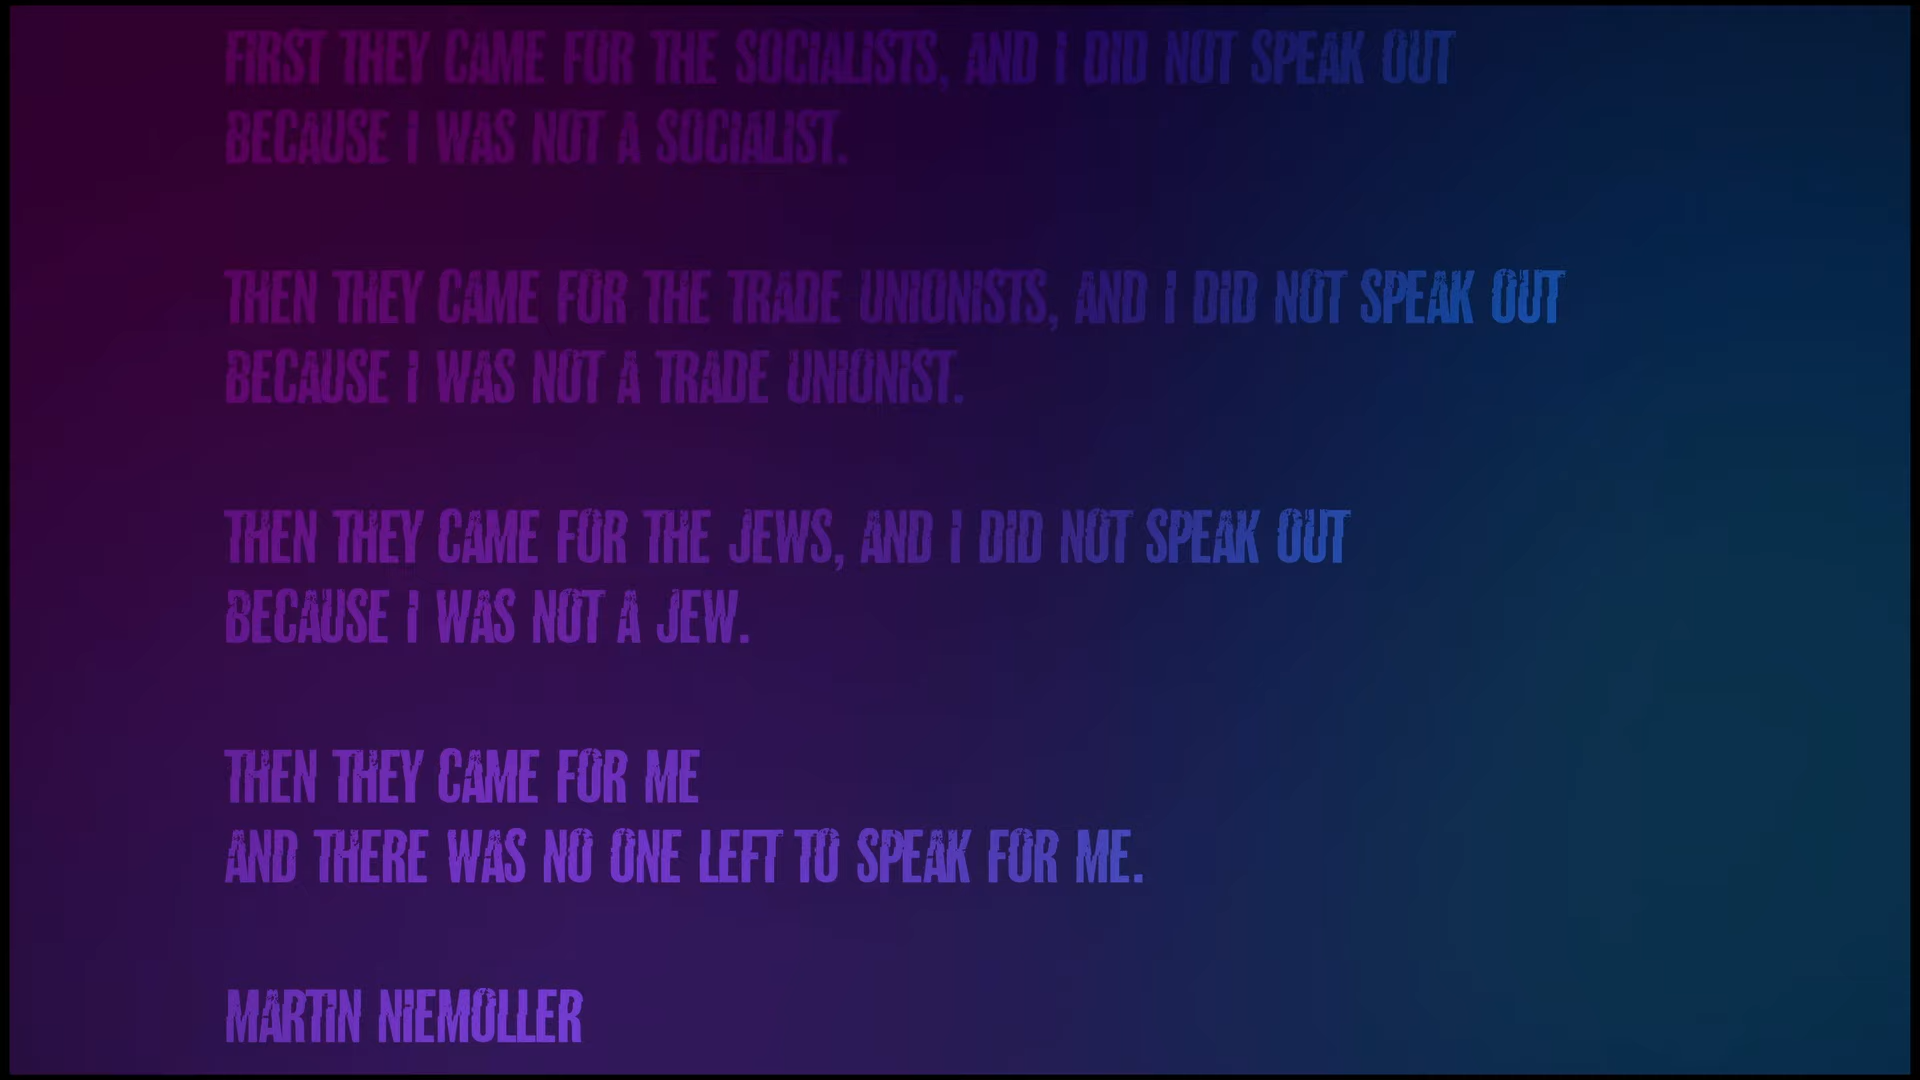 FIRST THEY CAME FOR THE SOCIALISTS, AND I DID NOT SPEAK OUT
BECAUSE I WAS NOT A SOCIALIST.
THEN THEY CAME FOR THE TRADE UNIONISTS, AND I DID NOT SPEAK OUT
BECAUSE I WAS NOT A TRADE UNIONIST.
THEN THEY CAME FOR THE JEWS, AND I DID NOT SPEAK OUT
BECAUSE I WAS NOT A JEW.
THEN THEY CAME FOR ME
AND THERE WAS NO ONE LEFT TO SPEAK FOR ME.
MARTIN NIEMOLLER